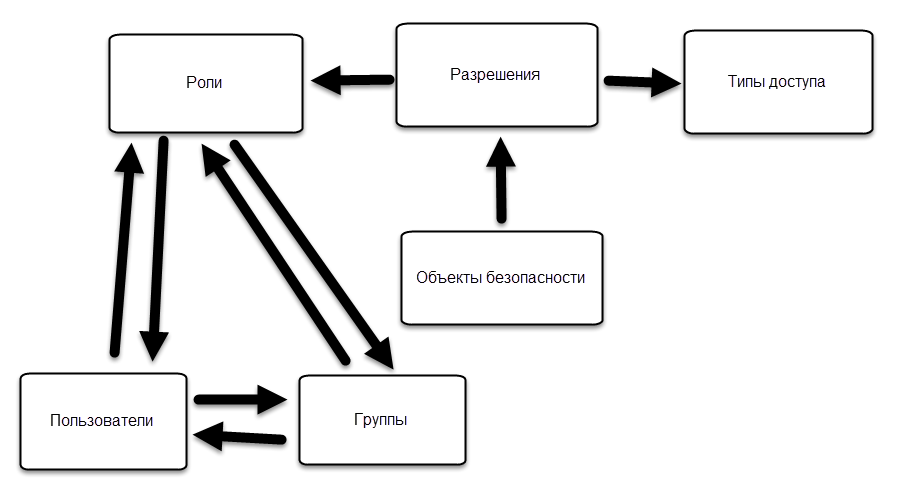 Роли
Разрешения
Типы доступа
Объекты безопасности
Пользователи
Группы